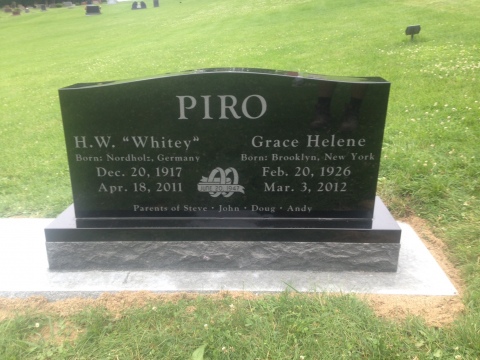 PIRO
H.W. "Whitey"
Born: Nordholz, Germany
Dec. 20, 1917
Apr. 18, 2011
Grace Helene
Born: Brooklyn, New York
Feb. 20, 1926
Mar. 3, 2012
Parents of Steve · John · Doug · Andy